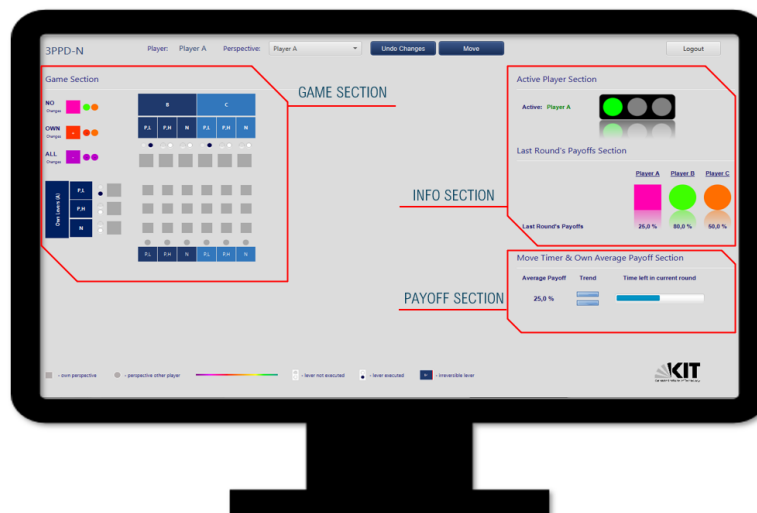 3PPD-N Player: Player A Perspective: Player A Undo Changes Move Logout
Game Section
NO
Changes
OWN
Changes
ALL
Changes
B C
P,L P,H N P,L P,H N
Own Levers (A)
P,L
P,H
N
P,L P,H N P,L P,H N
GAME SECTION
INFO SECTION
PAYOFF SECTION
Active Player Section
Active: Player A
Last Round's Payoffs Section
Player A Player B Player C
Last Round's Payoffs 25,0 % 80,0 % 50,0 %
Move Timer & Own Average Payoff Section
Average Payoff Trend Time left in current round
25,0 %
- own perspective - perspective other player - lever not executed - lever executed - irreversible lever
KIT